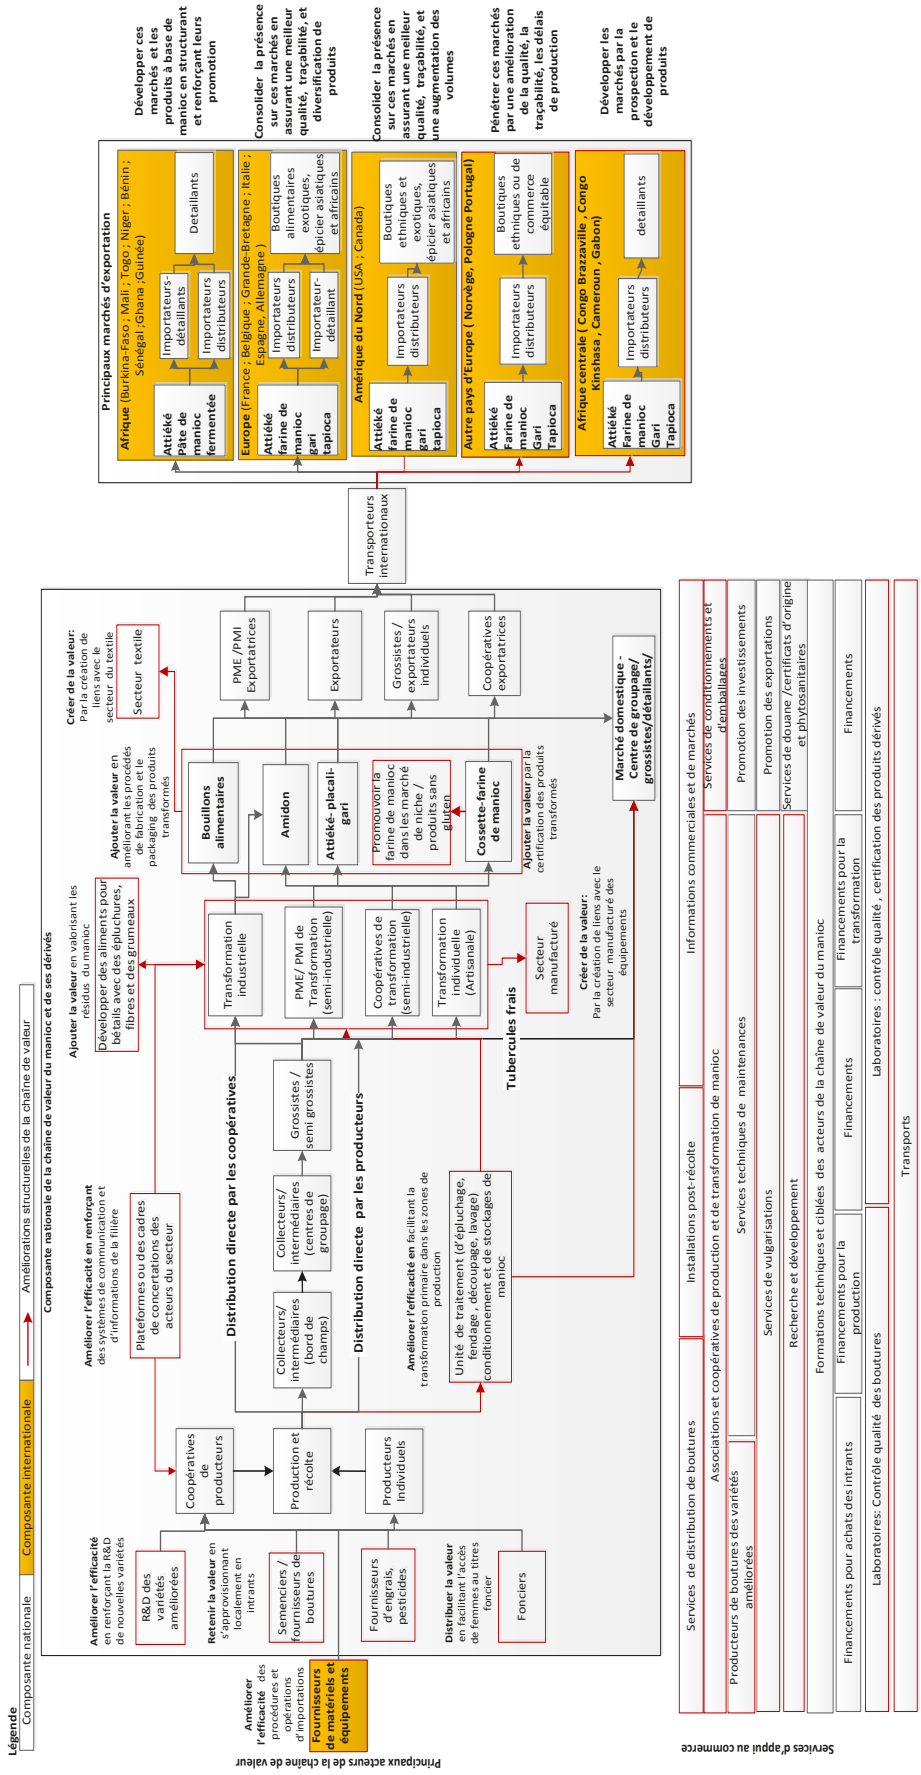 Légende
Composante nationale
Composante internationale
Améliorations structurelles de la chaîne de valeur
Composante nationale de la chaîne de valeur du manioc et de ses dérivés
Principaux acteurs de la chaîne de valeur
Améliorer
l'efficacité des
procédures et
opérations
d'importations
Fournisseurs
de matériels et
équipements
Améliorer l'efficacité
en renforçant la R&D
de nouvelles variétés
R&D des
variétés
améliorées
Retenir la valeur en
s'approvisionnant
localement en
intrants
Semenciers /
fournisseurs de
boutures
Fournisseurs
d'engrais,
pesticides
Distribuer la valeur
en facilitant l'accès
de femmes au titres
foncier
Fonciers
Coopératives
de
producteurs
Production et
récolte
Producteurs
Individuels
Améliorer l'efficacité en renforçant
des systèmes de communication et
d'informations de la filière
Plateformes ou des cadres
de concertations des
acteurs du secteur
Distribution directe par les coopératives
Collecteurs/
intermédiaires
(bord de
champs)
Collecteurs/
intermédiaires
(centres de
groupage)
Grossistes /
semi grossistes
Distribution directe par les producteurs
Améliorer l'efficacité en facilitant la
transformation primaire dans les zones de
production
Unité de traitement (d'épluchage,
fendage, découpage, lavage)
conditionnement et de stockages de
manioc
Tubercules frais
Ajouter la valeur en valorisant les
résidus du manioc
Développer des aliments pour
bétails avec des épluchures,
fibres et des grumeaux
Transformation
industrielle
PME/ PMI de
Transformation
(semi-industrielle)
Coopératives de
transformation
(semi-industrielle)
Transformation
individuelle
(Artisanale)
Secteur
manufacturé
Créer de la valeur:
Par la création de liens avec le
secteur manufacturé des
équipements
Ajouter la valeur en
améliorant les procédés
de fabrication et le
packaging des produits
transformés
Bouillons
alimentaires
Amidon
Attiéké- placali-
gari
Promouvoir la
farine de manioc
dans les marché
de niche /
produits sans
gluten
Cossette-farine
de manioc
Ajouter la valeur par la
certification des produits
transformés
Créer de la valeur:
Par la création de
liens avec le
secteur du textile
Secteur textile
PME /PMI
Exportatrices
Exportateurs
Grossistes /
exportateurs
individuels
Coopératives
exportatrices
Marché domestique -
Centre de groupage/
grossistes/détaillants/
Transporteurs
internationaux
Principaux marchés d'exportation
Afrique (Burkina-Faso ; Mali ; Togo ; Niger ; Bénin ;
Sénégal ;Ghana ;Guinée)
Attiéké
Pâte de
manioc
fermentée
Importateurs-
détaillants
Importateurs
distributeurs
Detaillants
Développer ces
marchés et les
produits à base de
manioc en structurant
et renforçant leurs
promotion
Europe (France ; Belgique ; Grande-Bretagne ; Italie ;
Espagne, Allemagne )
Attiéké
farine de
manioc
gari
tapioca
Importateurs
distributeurs
Importateur-
détaillant
Boutiques
alimentaires
exotiques,
épicier asiatiques
et africains
Consolider la présence
sur ces marchés en
assurant une meilleur
qualité, traçabilité, et
diversification de
produits
Amérique du Nord (USA ; Canada)
Attiéké
farine de
manioc
gari
tapioca
Importateurs
distributeurs
Boutiques
ethniques et
exotiques,
épicier asiatiques
et africains
Consolider la présence
sur ces marchés en
assurant une meilleur
qualité, traçabilité, et
une augmentation des
volumes
Autre pays d'Europe ( Norvège, Pologne Portugal)
Attiéké
Farine de
manioc
Gari
Tapioca
Importateurs
distributeurs
Boutiques
ethniques ou de
commerce
équitable
Pénétrer ces marchés
par une amélioration
de la qualité, la
traçabilité, les délais
de production
Afrique centrale ( Congo Brazzaville , Congo
Kinshasa , Cameroun , Gabon)
Attiéké
Farine de
manioc
Gari
Tapioca
Importateurs
distributeurs
detaillants
Développer les
marchés par la
prospection et le
développement de
produits
Services d'appui au commerce
Services de distribution de boutures
Installations post-récolte
Informations commerciales et de marchés
Associations et coopératives de production et de transformation de manioc
Services de conditionnements et
d'emballages
Producteurs de boutures des variétés
améliorées
Services techniques de maintenances
Promotion des investissements
Services de vulgarisations
Promotion des exportations
Recherche et développement
Services de douane /certificats d'origine
et phytosanitaires
Formations techniques et ciblées des acteurs de la chaîne de valeur du manioc
Financements pour achats des intrants
Financements pour la
production
Financements
Financements pour la
transformation
Financements
Laboratoires: Contrôle qualité des boutures
Laboratoires : contrôle qualité , certification des produits dérivés
Transports